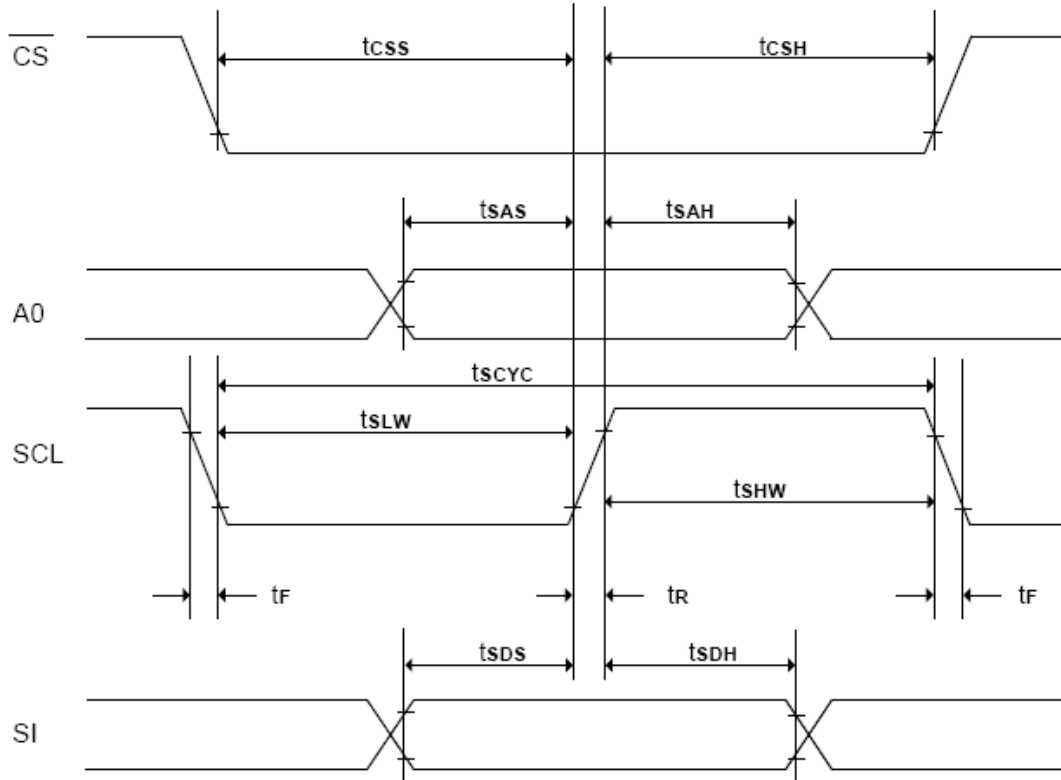 CS
tCSS
tCSH
tSAS
tSAH
A0
tSCYC
tSLW
SCL
tSHW
tF
tR
tF
tSDS
tSDH
SI